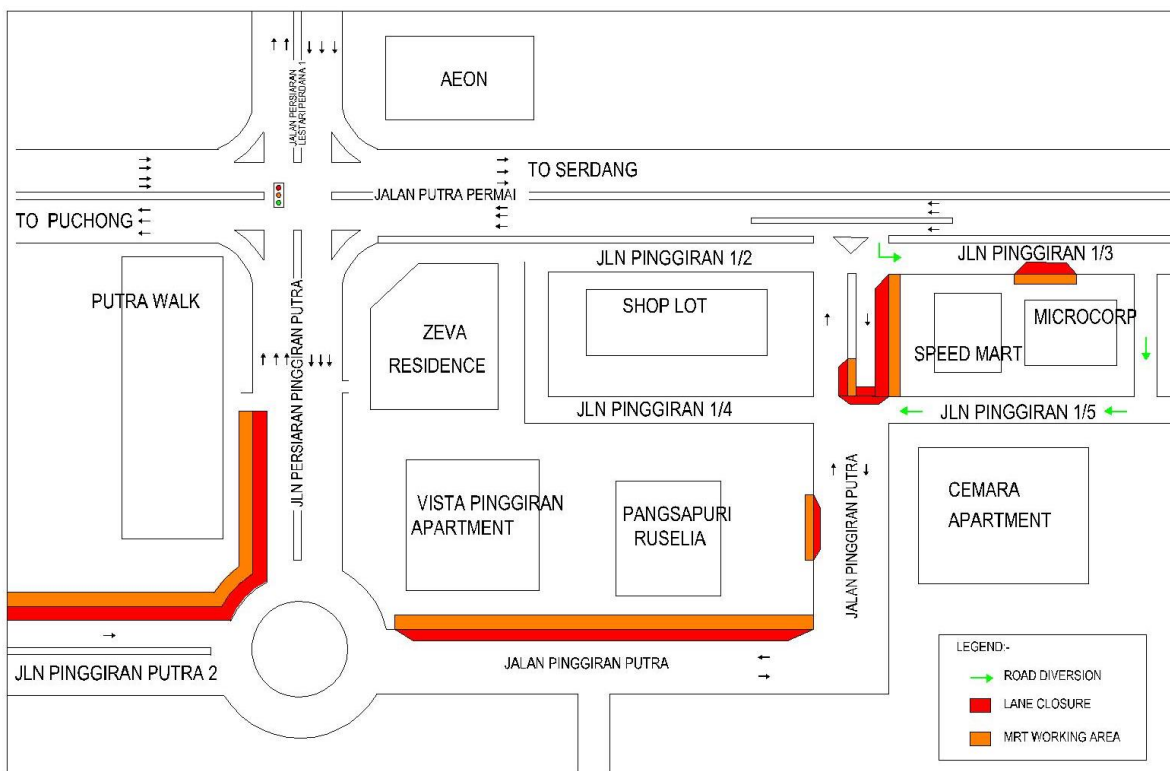 JALAN PERSIARAN
LESTARI PERDANA 1
AEON
TO SERDANG
JALAN PUTRA PERMAI
TO PUCHONG
JLN PINGGIRAN 1/2
JLN PINGGIRAN 1/3
PUTRA WALK
JLN PERSIARAN PINGGIRAN PUTRA
ZEVA
RESIDENCE
SHOP LOT
SPEED MART
MICROCORP
JLN PINGGIRAN 1/4
JLN PINGGIRAN 1/5
VISTA PINGGIRAN
APARTMENT
PANGSAPURI
RUSELIA
JALAN PINGGIRAN PUTRA
CEMARA
APARTMENT
JLN PINGGIRAN PUTRA 2
JALAN PINGGIRAN PUTRA
LEGEND:-
ROAD DIVERSION
LANE CLOSURE
MRT WORKING AREA